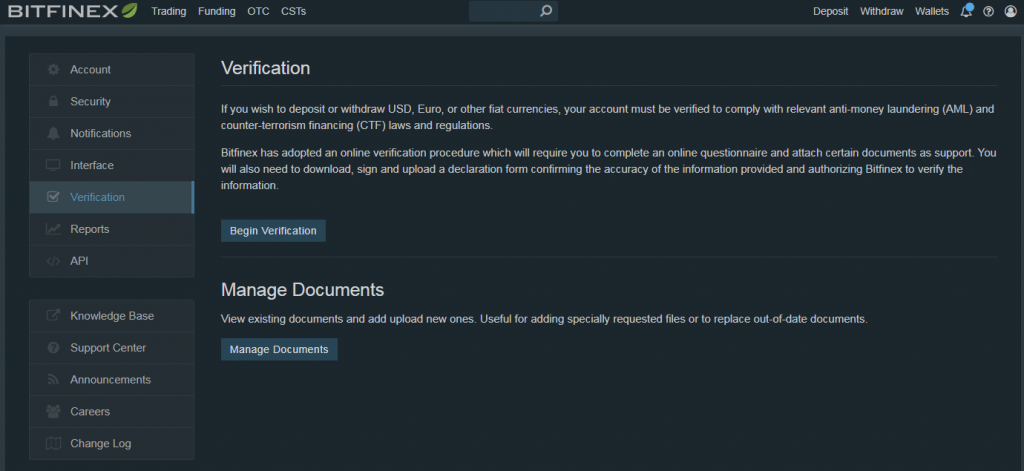 BITFINEX Trading Funding OTC CSTs Deposit Withdraw Wallets
Account
Security
Notifications
Interface
Verification
Reports
API
Knowledge Base
Support Center
Announcements
Careers
Change Log
Verification
If you wish to deposit or withdraw USD, Euro, or other fiat currencies, your account must be verified to comply with relevant anti-money laundering (AML) and
counter-terrorism financing (CTF) laws and regulations.
Bitfinex has adopted an online verification procedure which will require you to complete an online questionnaire and attach certain documents as support. You
will also need to download, sign and upload a declaration form confirming the accuracy of the information provided and authorizing Bitfinex to verify the
information.
Begin Verification
Manage Documents
View existing documents and add upload new ones. Useful for adding specially requested files or to replace out-of-date documents.
Manage Documents